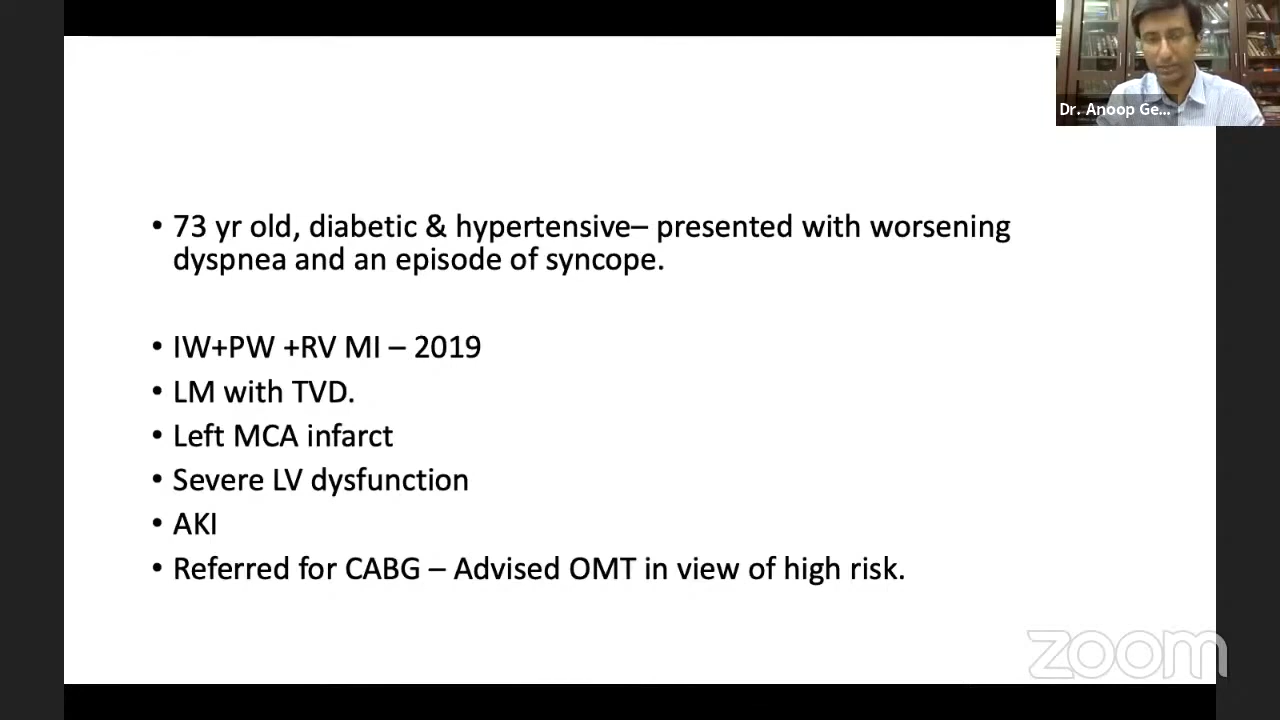 Dr. Anoop Ge...
• 73 yr old, diabetic & hypertensive– presented with worsening
dyspnea and an episode of syncope.
• IW+PW +RV MI – 2019
• LM with TVD.
• Left MCA infarct
• Severe LV dysfunction
• AKI
• Referred for CABG – Advised OMT in view of high risk.
zoom